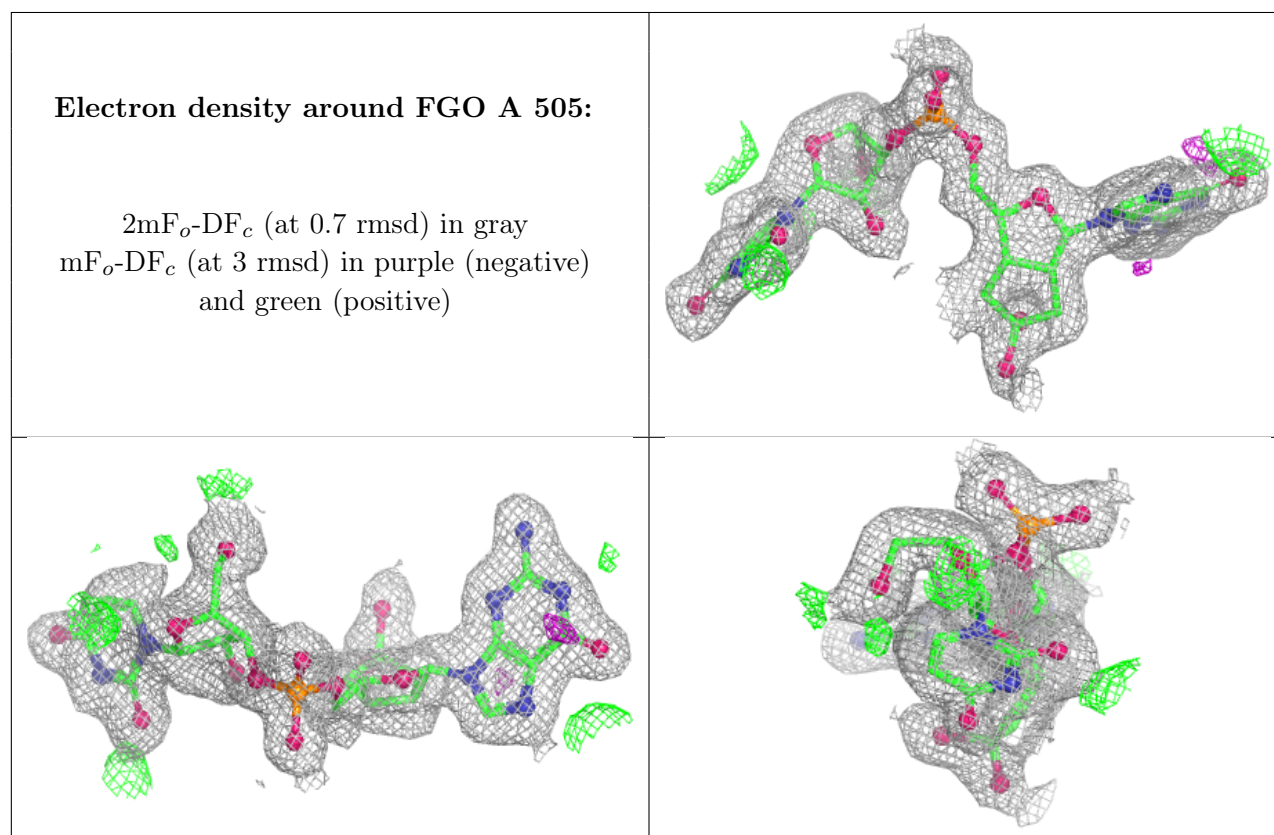 Electron density around FGO A 505:
2mFo-DFc (at 0.7 rmsd) in gray
mFo-DFc (at 3 rmsd) in purple (negative)
and green (positive)